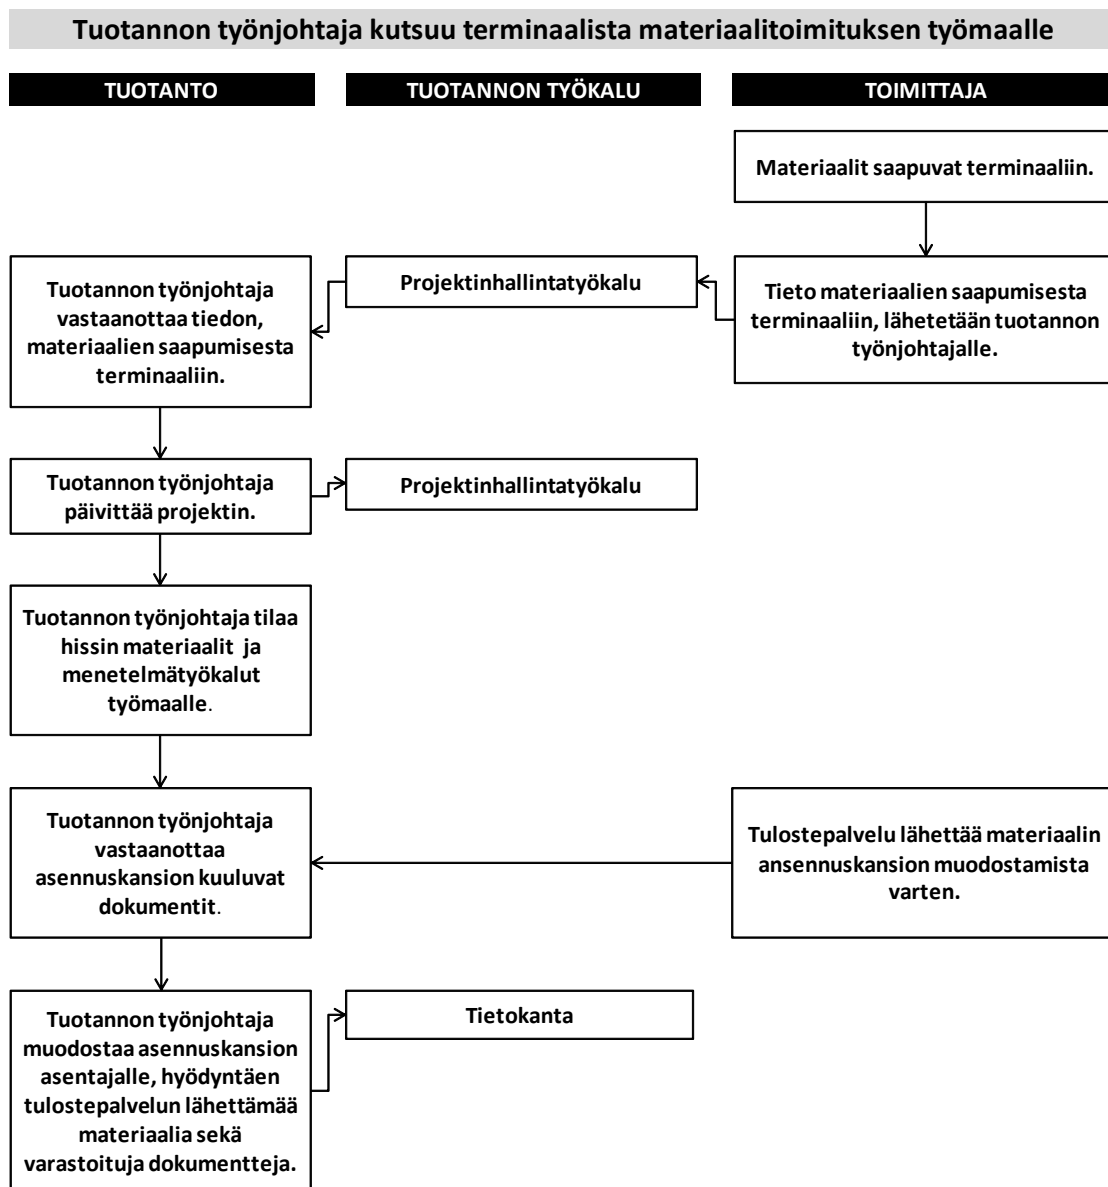 Tuotannon työnjohtaja kutsuu terminaalista materiaalitoimituksen työmaalle
TUOTANTO
TUOTANNON TYÖKALU
TOIMITTAJA
Materiaalit saapuvat terminaaliin.
Tuotannon työnjohtaja
vastaanottaa tiedon,
materiaalien saapumisesta
terminaaliin.
Projektinhallintatyökalu
Tieto materiaalien saapumisesta
terminaaliin, lähetetään tuotannon
työnjohtajalle.
Tuotannon työnjohtaja
päivittää projektin.
Projektinhallintatyökalu
Tuotannon työnjohtaja tilaa
hissin materiaalit ja
menetelmätyökalut
työmaalle.
Tuotannon työnjohtaja
vastaanottaa
asennuskansion kuuluvat
dokumentit.
Tulostepalvelu lähettää materiaalin
ansennuskansion muodostamista
varten.
Tuotannon työnjohtaja
muodostaa asennuskansion
asentajalle, hyödyntäen
tulostepalvelun lähettämää
materiaalia sekä
varastoituja dokumentteja.
Tietokanta